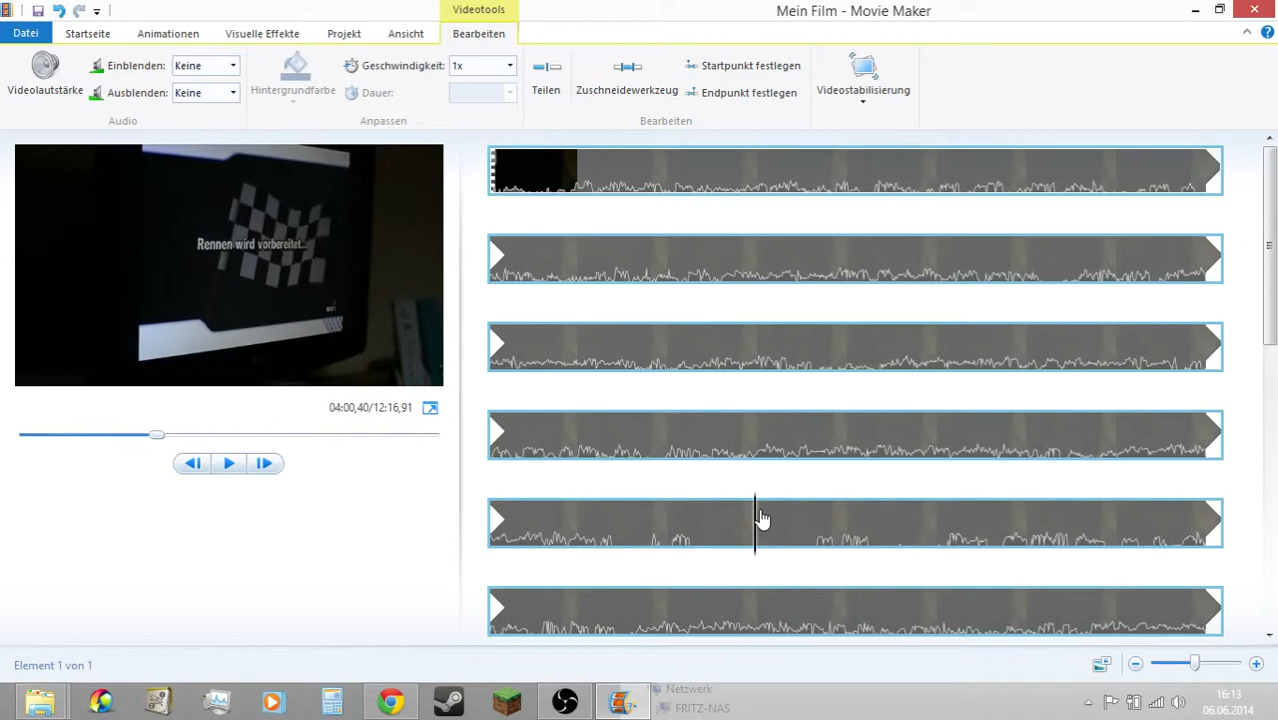 Videotools
Mein Film - Movie Maker
Datei Startseite Animationen Visuelle Effekte Projekt Ansicht Bearbeiten
Videolautstärke
Einblenden: Keine
Ausblenden: Keine
Audio
Hintergrundfarbe
Geschwindigkeit: 1x
Dauer:
Anpassen
Teilen
Zuschneidewerkzeug
Startpunkt festlegen
Endpunkt festlegen
Bearbeiten
Videostabilisierung
Rennen wird vorbereitet...
04:00,40/12:16,91
Element 1 von 1
Netzwerk
FRITZ-NAS
16:13
06.06.2014